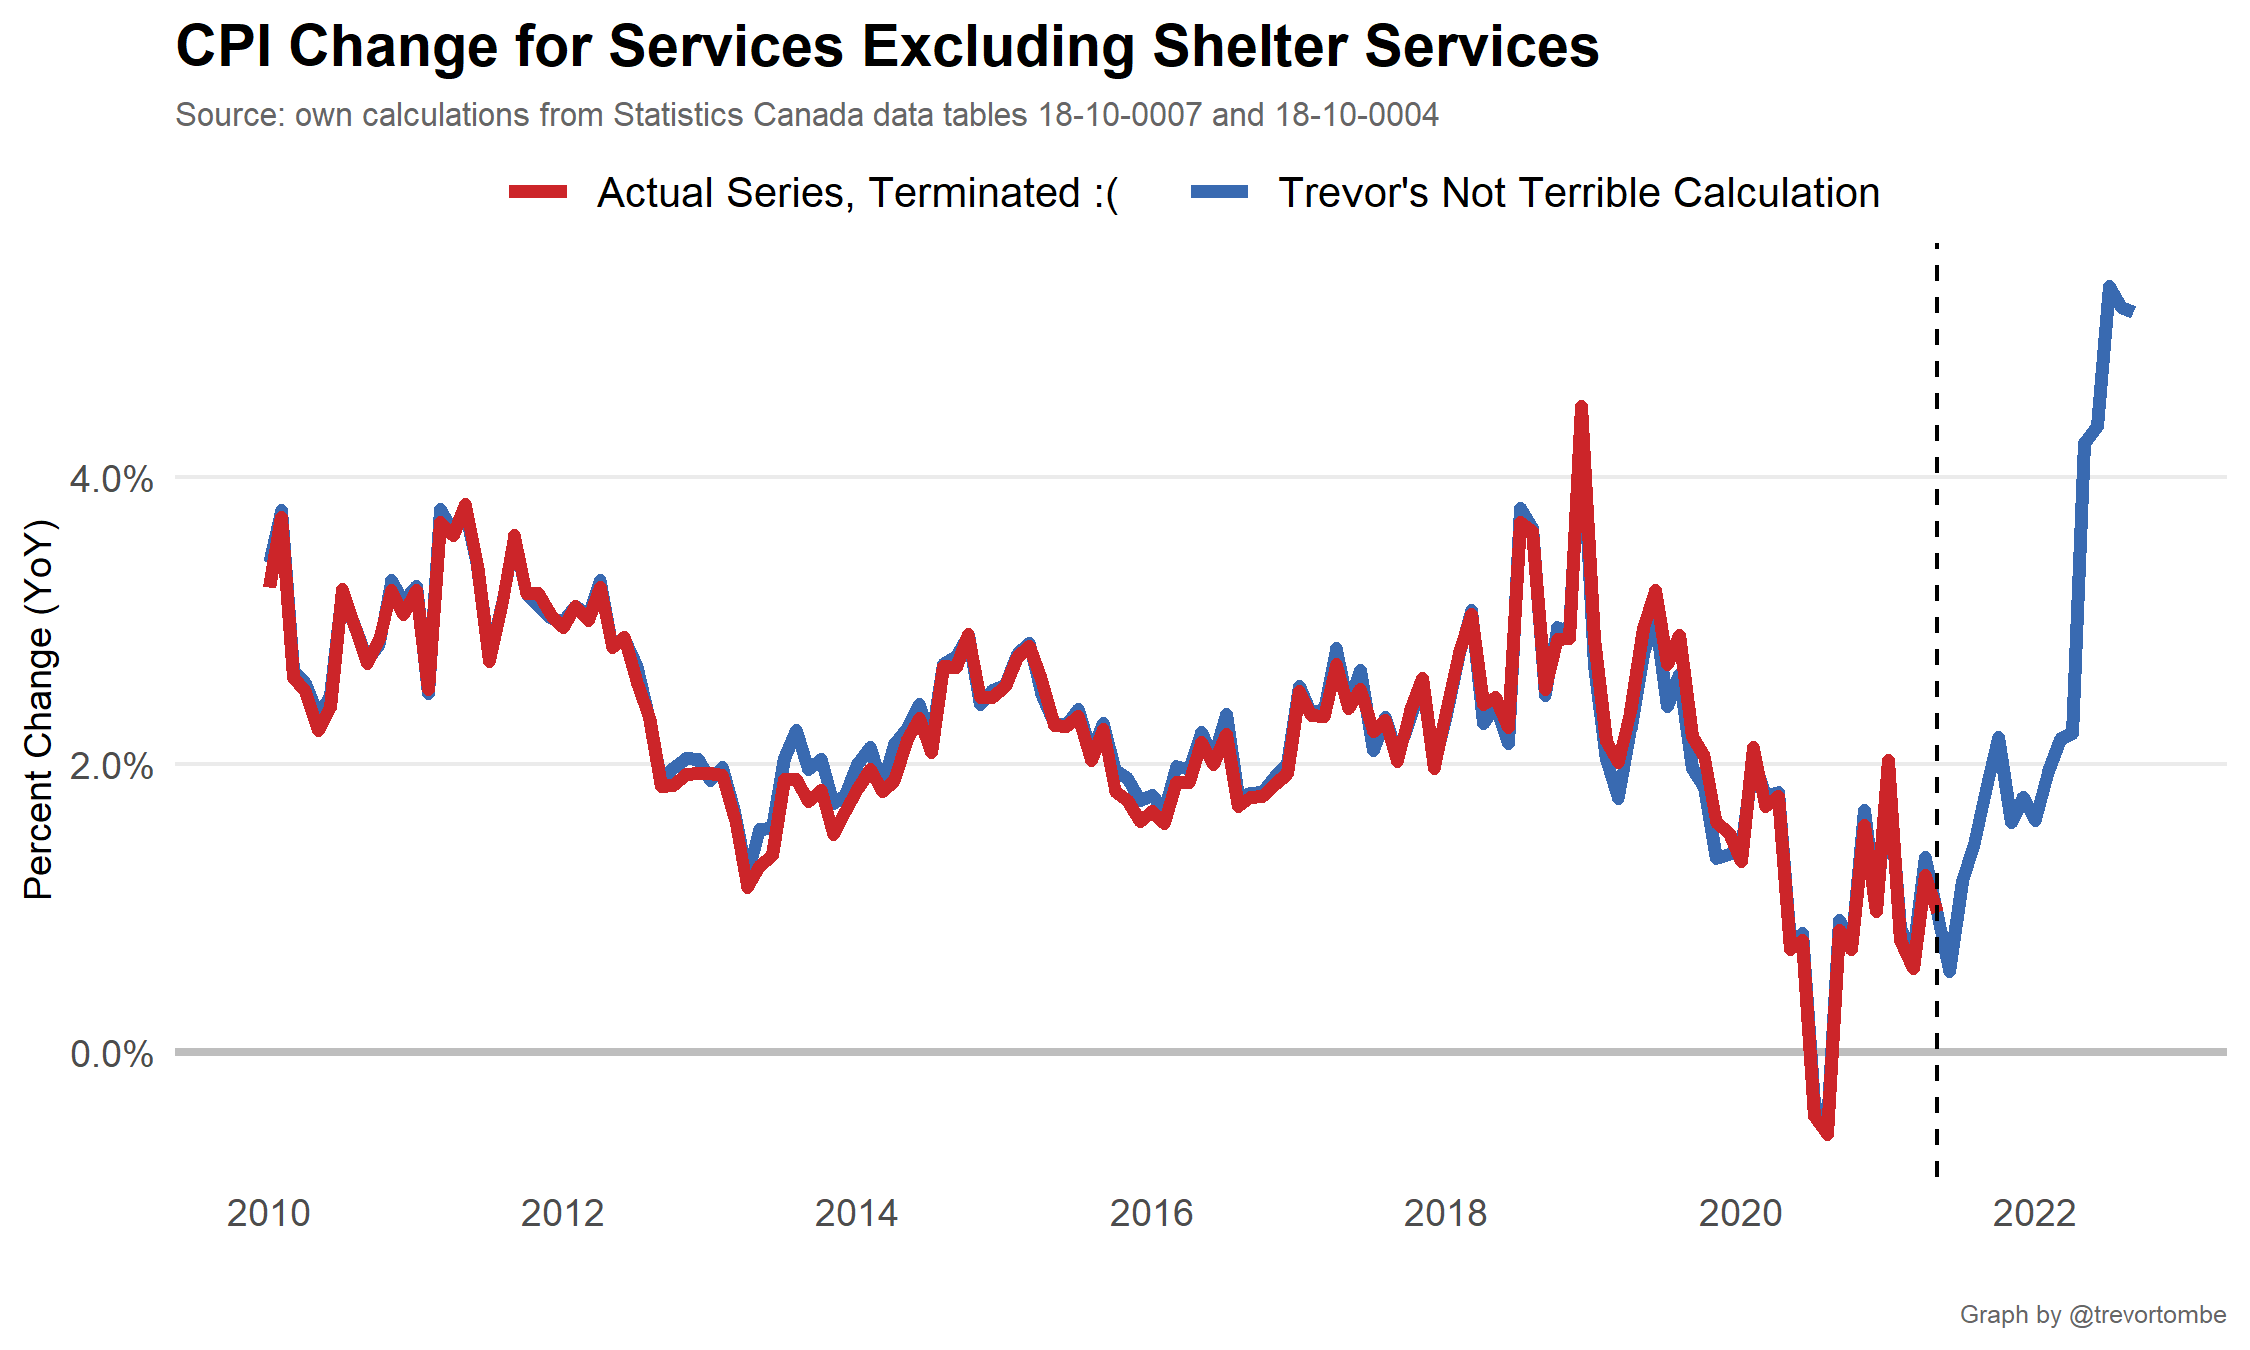 CPI Change for Services Excluding Shelter Services
Source: own calculations from Statistics Canada data tables 18-10-0007 and 18-10-0004
Actual Series, Terminated :(
Trevor's Not Terrible Calculation
Percent Change (YoY)
4.0%
2.0%
0.0%
2010
2012
2014
2016
2018
2020
2022
Graph by @trevortombe